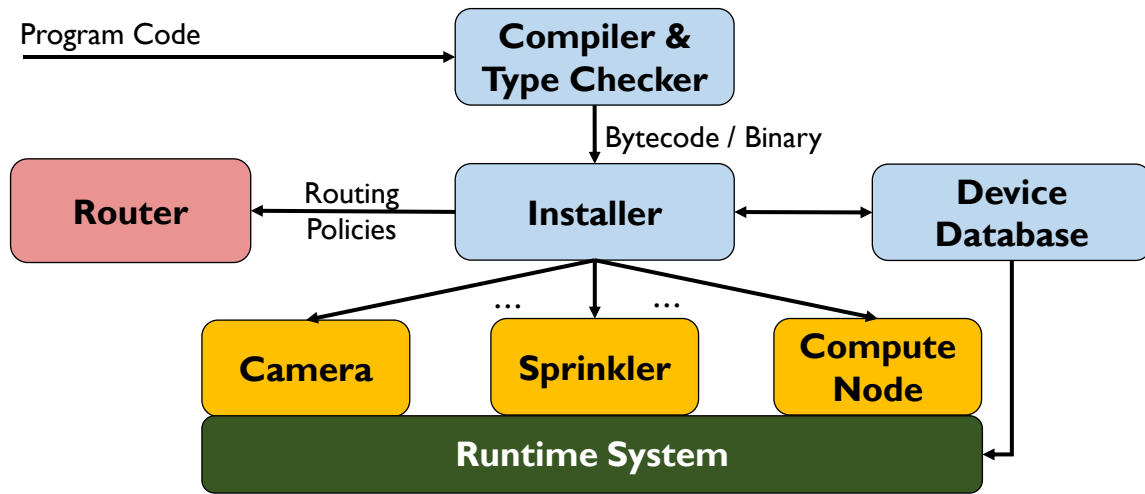 Program Code
Compiler &
Type Checker
Bytecode / Binary
Router
Routing
Policies
Installer
Device
Database
...
...
Camera
Sprinkler
Compute
Node
Runtime System